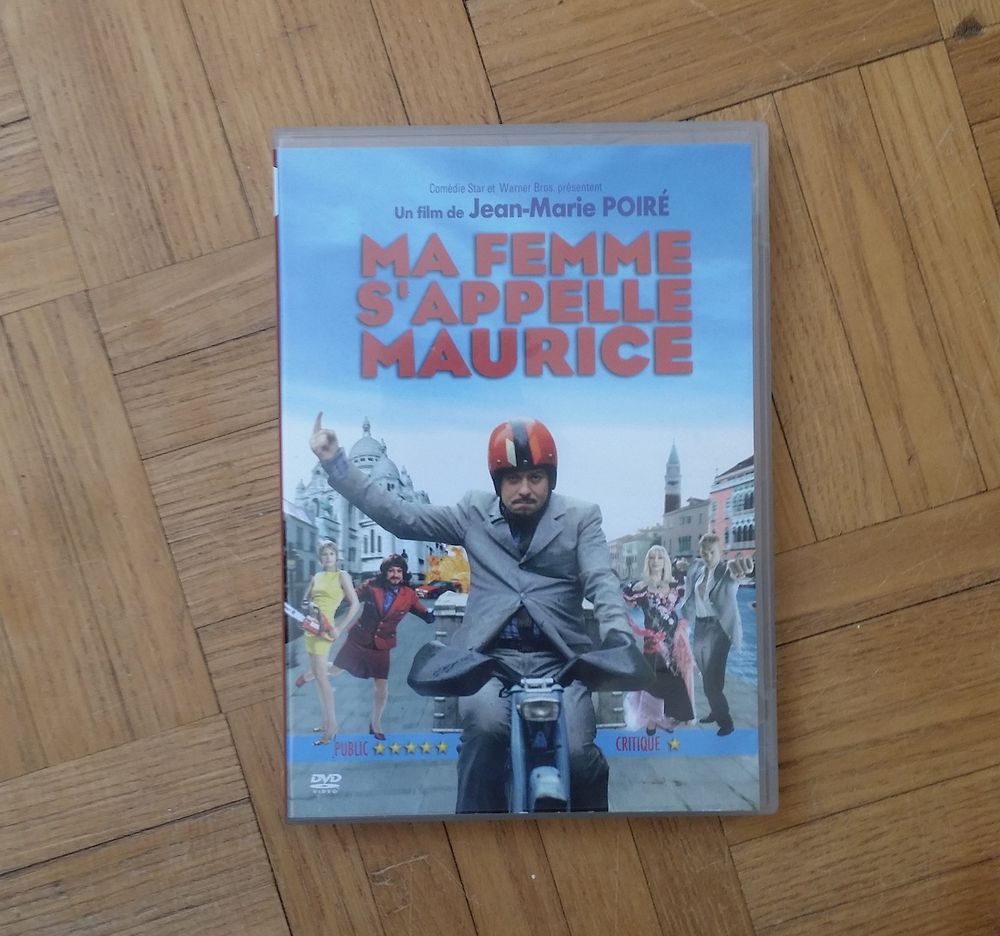 Comédie Star et Warner Bros. présentent
Un film de Jean-Marie POIRÉ
MA FEMME
S'APPELLE
MAURICE
PUBLIC ★★★★★
CRITIQUE ★
DVD
VIDEO